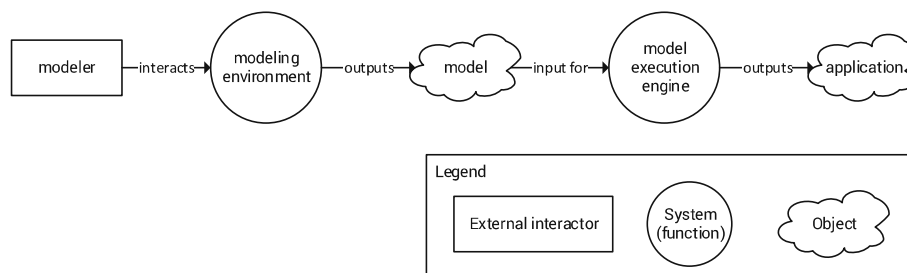 modeler
interacts
modeling
environment
outputs
model
input for
model
execution
engine
outputs
application
Legend
External interactor
System
(function)
Object